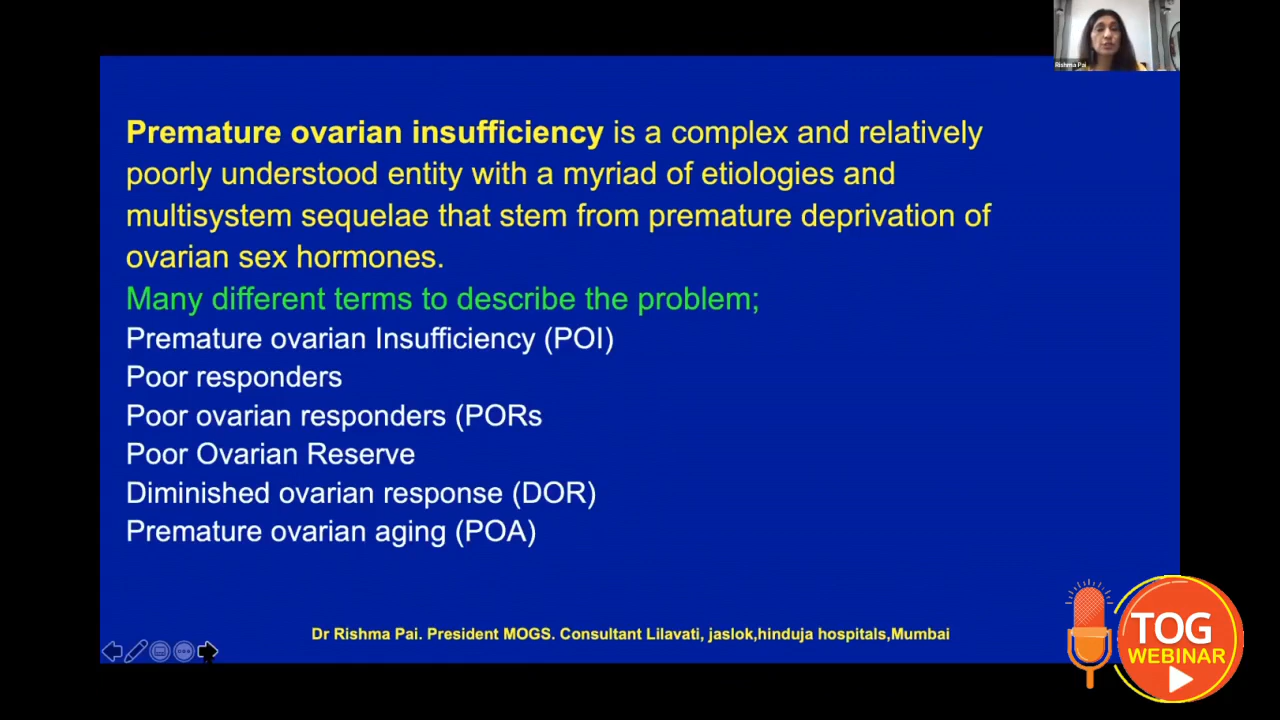 Rishma Pai
Premature ovarian insufficiency is a complex and relatively
poorly understood entity with a myriad of etiologies and
multisystem sequelae that stem from premature deprivation of
ovarian sex hormones.
Many different terms to describe the problem;
Premature ovarian Insufficiency (POI)
Poor responders
Poor ovarian responders (PORs
Poor Ovarian Reserve
Diminished ovarian response (DOR)
Premature ovarian aging (POA)
Dr Rishma Pai. President MOGS. Consultant Lilavati, jaslok,hinduja hospitals,Mumbai
TOG
WEBINAR